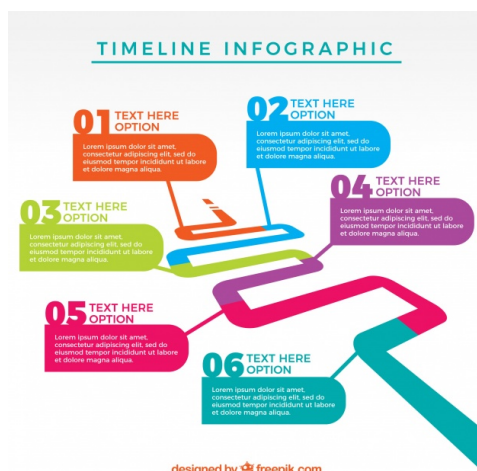 TIMELINE INFOGRAPHIC
01 TEXT HERE
OPTION
Lorem ipsum dolor sit amet,
consectetur adipiscing elit, sed do
eiusmod tempor incididunt ut labore
et dolore magna aliqua.
02 TEXT HERE
OPTION
Lorem ipsum dolor sit amet,
consectetur adipiscing elit, sed do
eiusmod tempor incididunt ut labore
et dolore magna aliqua.
03 TEXT HERE
OPTION
Lorem ipsum dolor sit amet,
consectetur adipiscing elit, sed do
eiusmod tempor incididunt ut labore
et dolore magna aliqua.
04 TEXT HERE
OPTION
Lorem ipsum dolor sit amet,
consectetur adipiscing elit, sed do
eiusmod tempor incididunt ut labore
et dolore magna aliqua.
05 TEXT HERE
OPTION
Lorem ipsum dolor sit amet,
consectetur adipiscing elit, sed do
eiusmod tempor incididunt ut labore
et dolore magna aliqua.
06 TEXT HERE
OPTION
Lorem ipsum dolor sit amet,
consectetur adipiscing elit, sed do
eiusmod tempor incididunt ut labore
et dolore magna aliqua.
designed by freepik.com